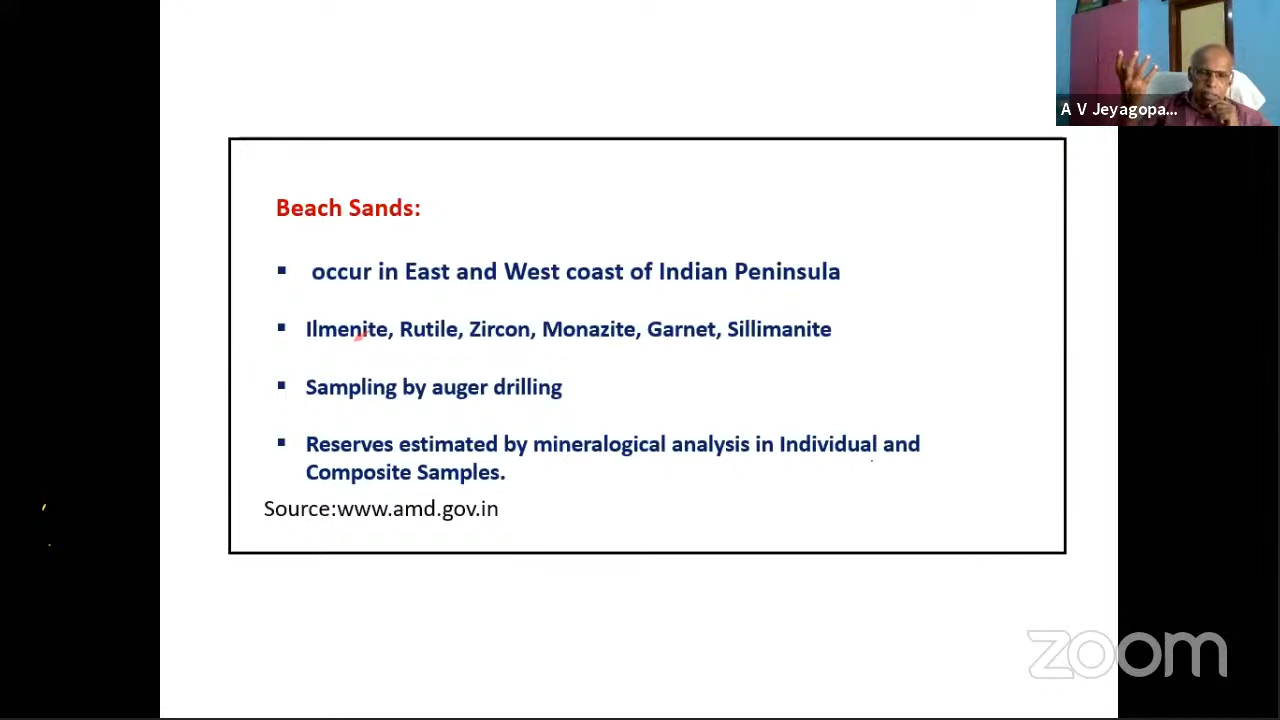 A V Jeyagopa...
Beach Sands:
▪ occur in East and West coast of Indian Peninsula
▪ Ilmenite, Rutile, Zircon, Monazite, Garnet, Sillimanite
▪ Sampling by auger drilling
▪ Reserves estimated by mineralogical analysis in Individual and
Composite Samples.
Source:www.amd.gov.in
zoom